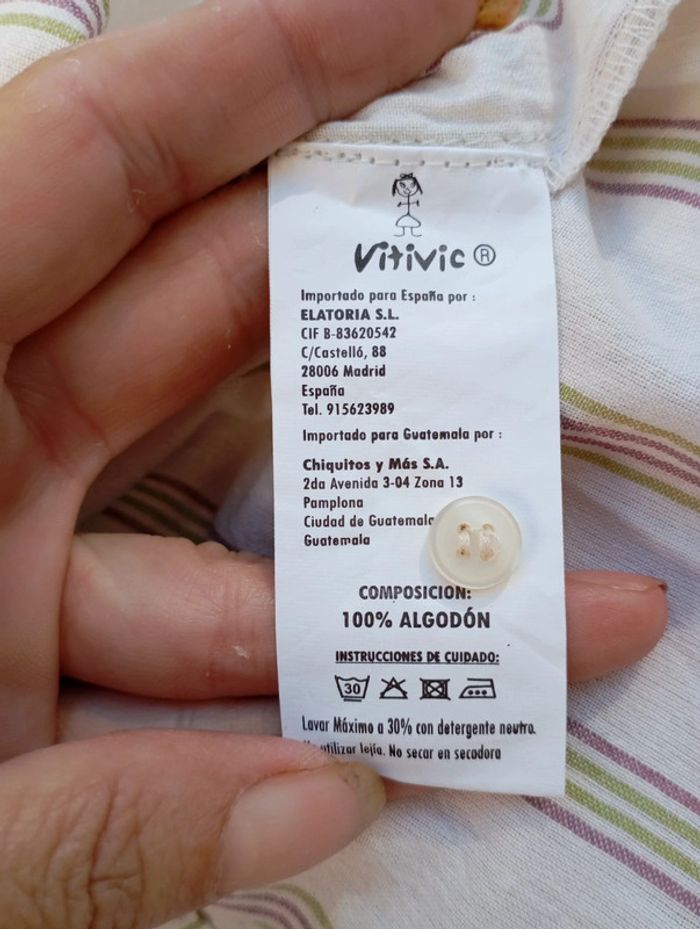 Vitivic ®
Importado para España por :
ELATORIA S.L.
CIF B-83620542
C/Castelló, 88
28006 Madrid
España
Tel. 915623989
Importado para Guatemala por :
Chiquitos y Más S.A.
2da Avenida 3-04 Zona 13
Pamplona
Ciudad de Guatemala
Guatemala
COMPOSICION:
100% ALGODÓN
INSTRUCCIONES DE CUIDADO:
30
Lavar Máximo a 30% con detergente neutro.
utilizar lejía. No secar en secadora